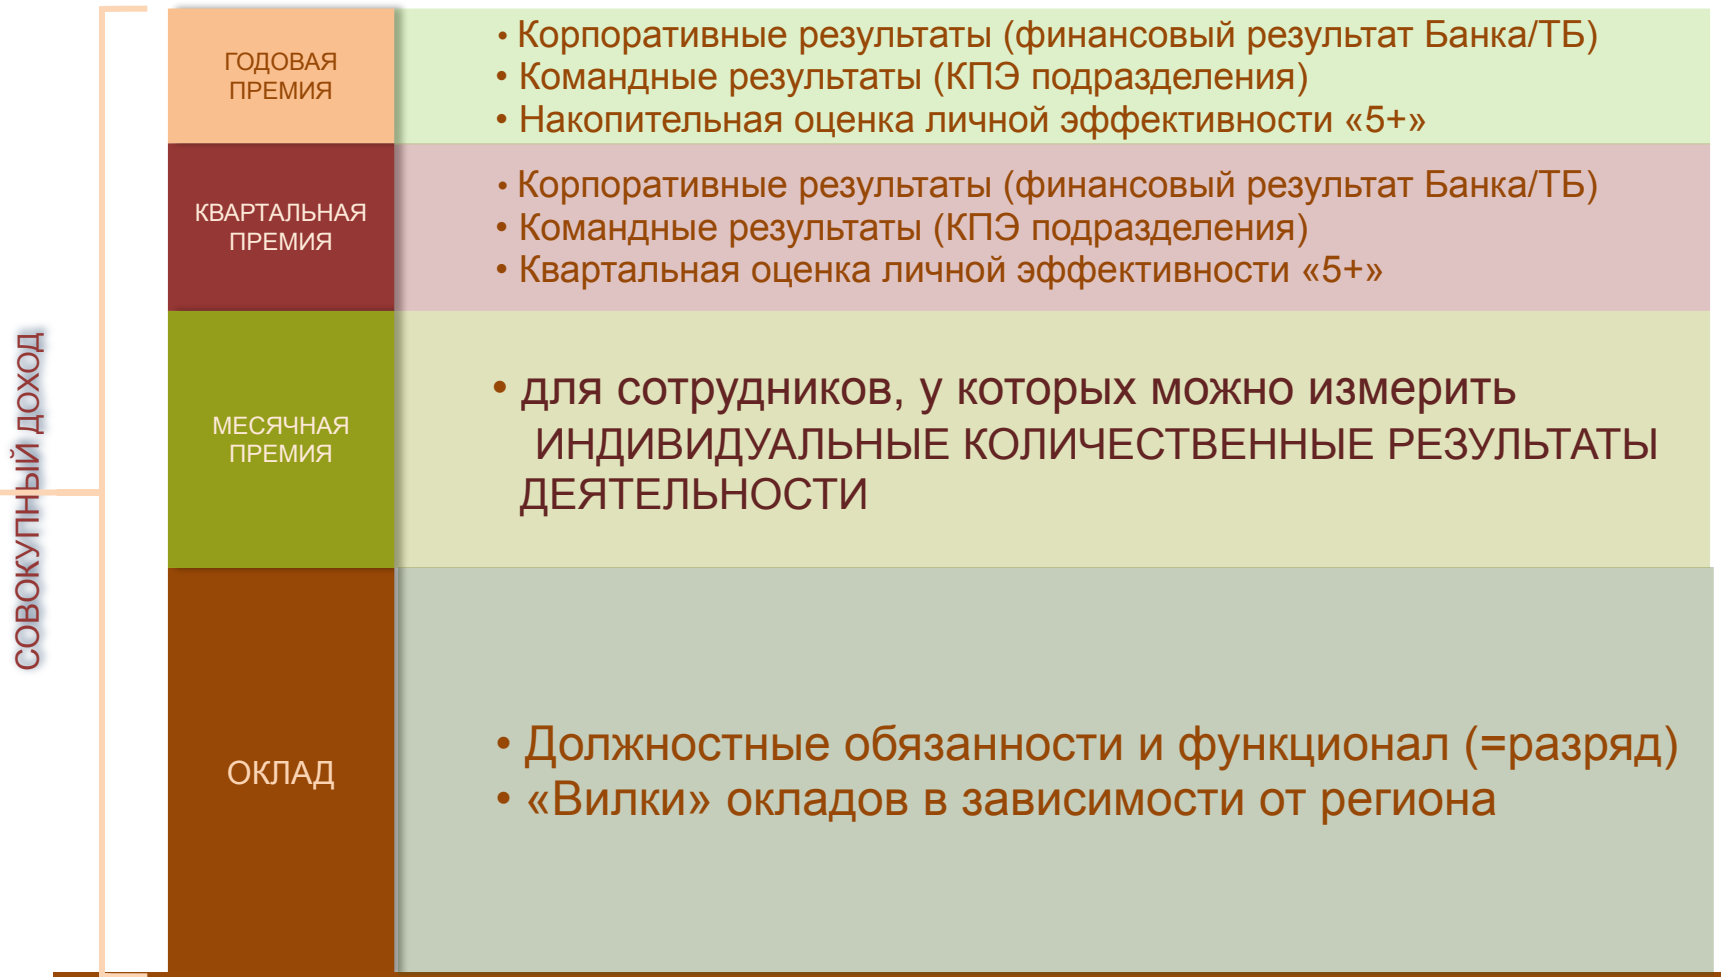 СОВОКУПНЫЙ ДОХОД
ГОДОВАЯ
ПРЕМИЯ
• Корпоративные результаты (финансовый результат Банка/ТБ)
• Командные результаты (КПЭ подразделения)
• Накопительная оценка личной эффективности «5+»
КВАРТАЛЬНАЯ
ПРЕМИЯ
• Корпоративные результаты (финансовый результат Банка/ТБ)
• Командные результаты (КПЭ подразделения)
• Квартальная оценка личной эффективности «5+»
МЕСЯЧНАЯ
ПРЕМИЯ
• для сотрудников, у которых можно измерить
ИНДИВИДУАЛЬНЫЕ КОЛИЧЕСТВЕННЫЕ РЕЗУЛЬТАТЫ
ДЕЯТЕЛЬНОСТИ
ОКЛАД
• Должностные обязанности и функционал (=разряд)
• «Вилки» окладов в зависимости от региона